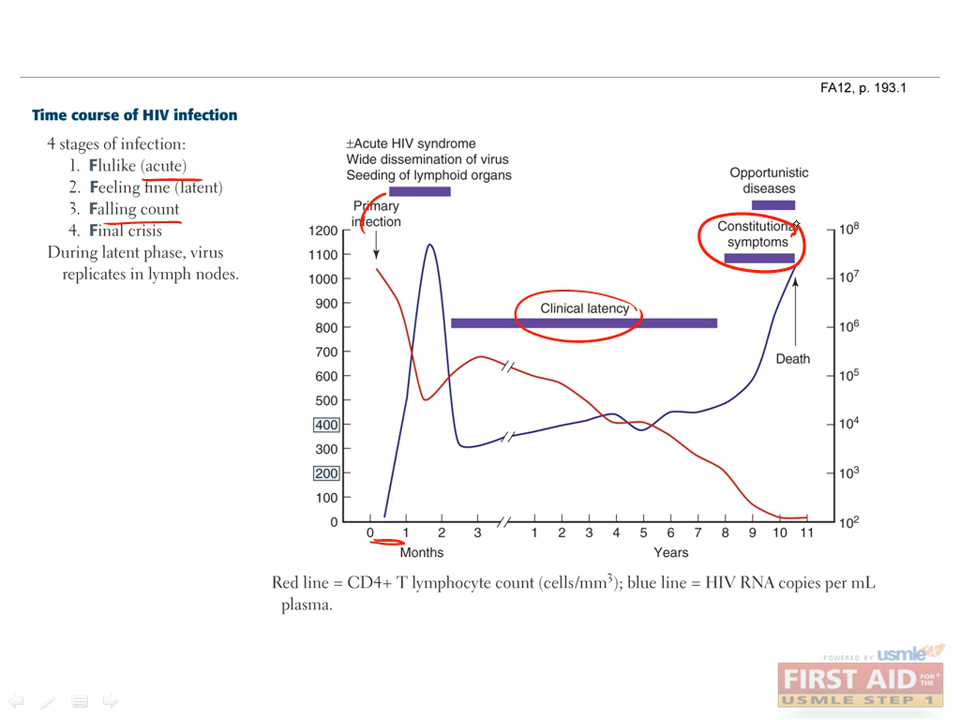 FA12, p. 193.1
Time course of HIV infection
4 stages of infection:
1. Flulike (acute)
2. Feeling fine (latent)
3. Falling count
4. Final crisis
During latent phase, virus
replicates in lymph nodes.
±Acute HIV syndrome
Wide dissemination of virus
Seeding of lymphoid organs
Primary
infection
Opportunistic
diseases
Constitutional
symptoms
Clinical latency
Death
1200
1100
1000
900
800
700
600
500
400
300
200
100
0
10⁸
10⁷
10⁶
10⁵
10⁴
10³
10²
0 1 2 3 1 2 3 4 5 6 7 8 9 10 11
Months Years
Red line = CD4+ T lymphocyte count (cells/mm³); blue line = HIV RNA copies per mL
plasma.
POWERED BY usmle
FIRST AID FOR THE
USMLE STEP 1